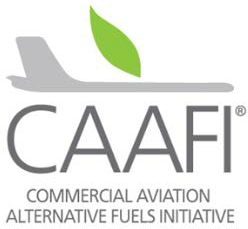 CAAFI®
COMMERCIAL AVIATION
ALTERNATIVE FUELS INITIATIVE